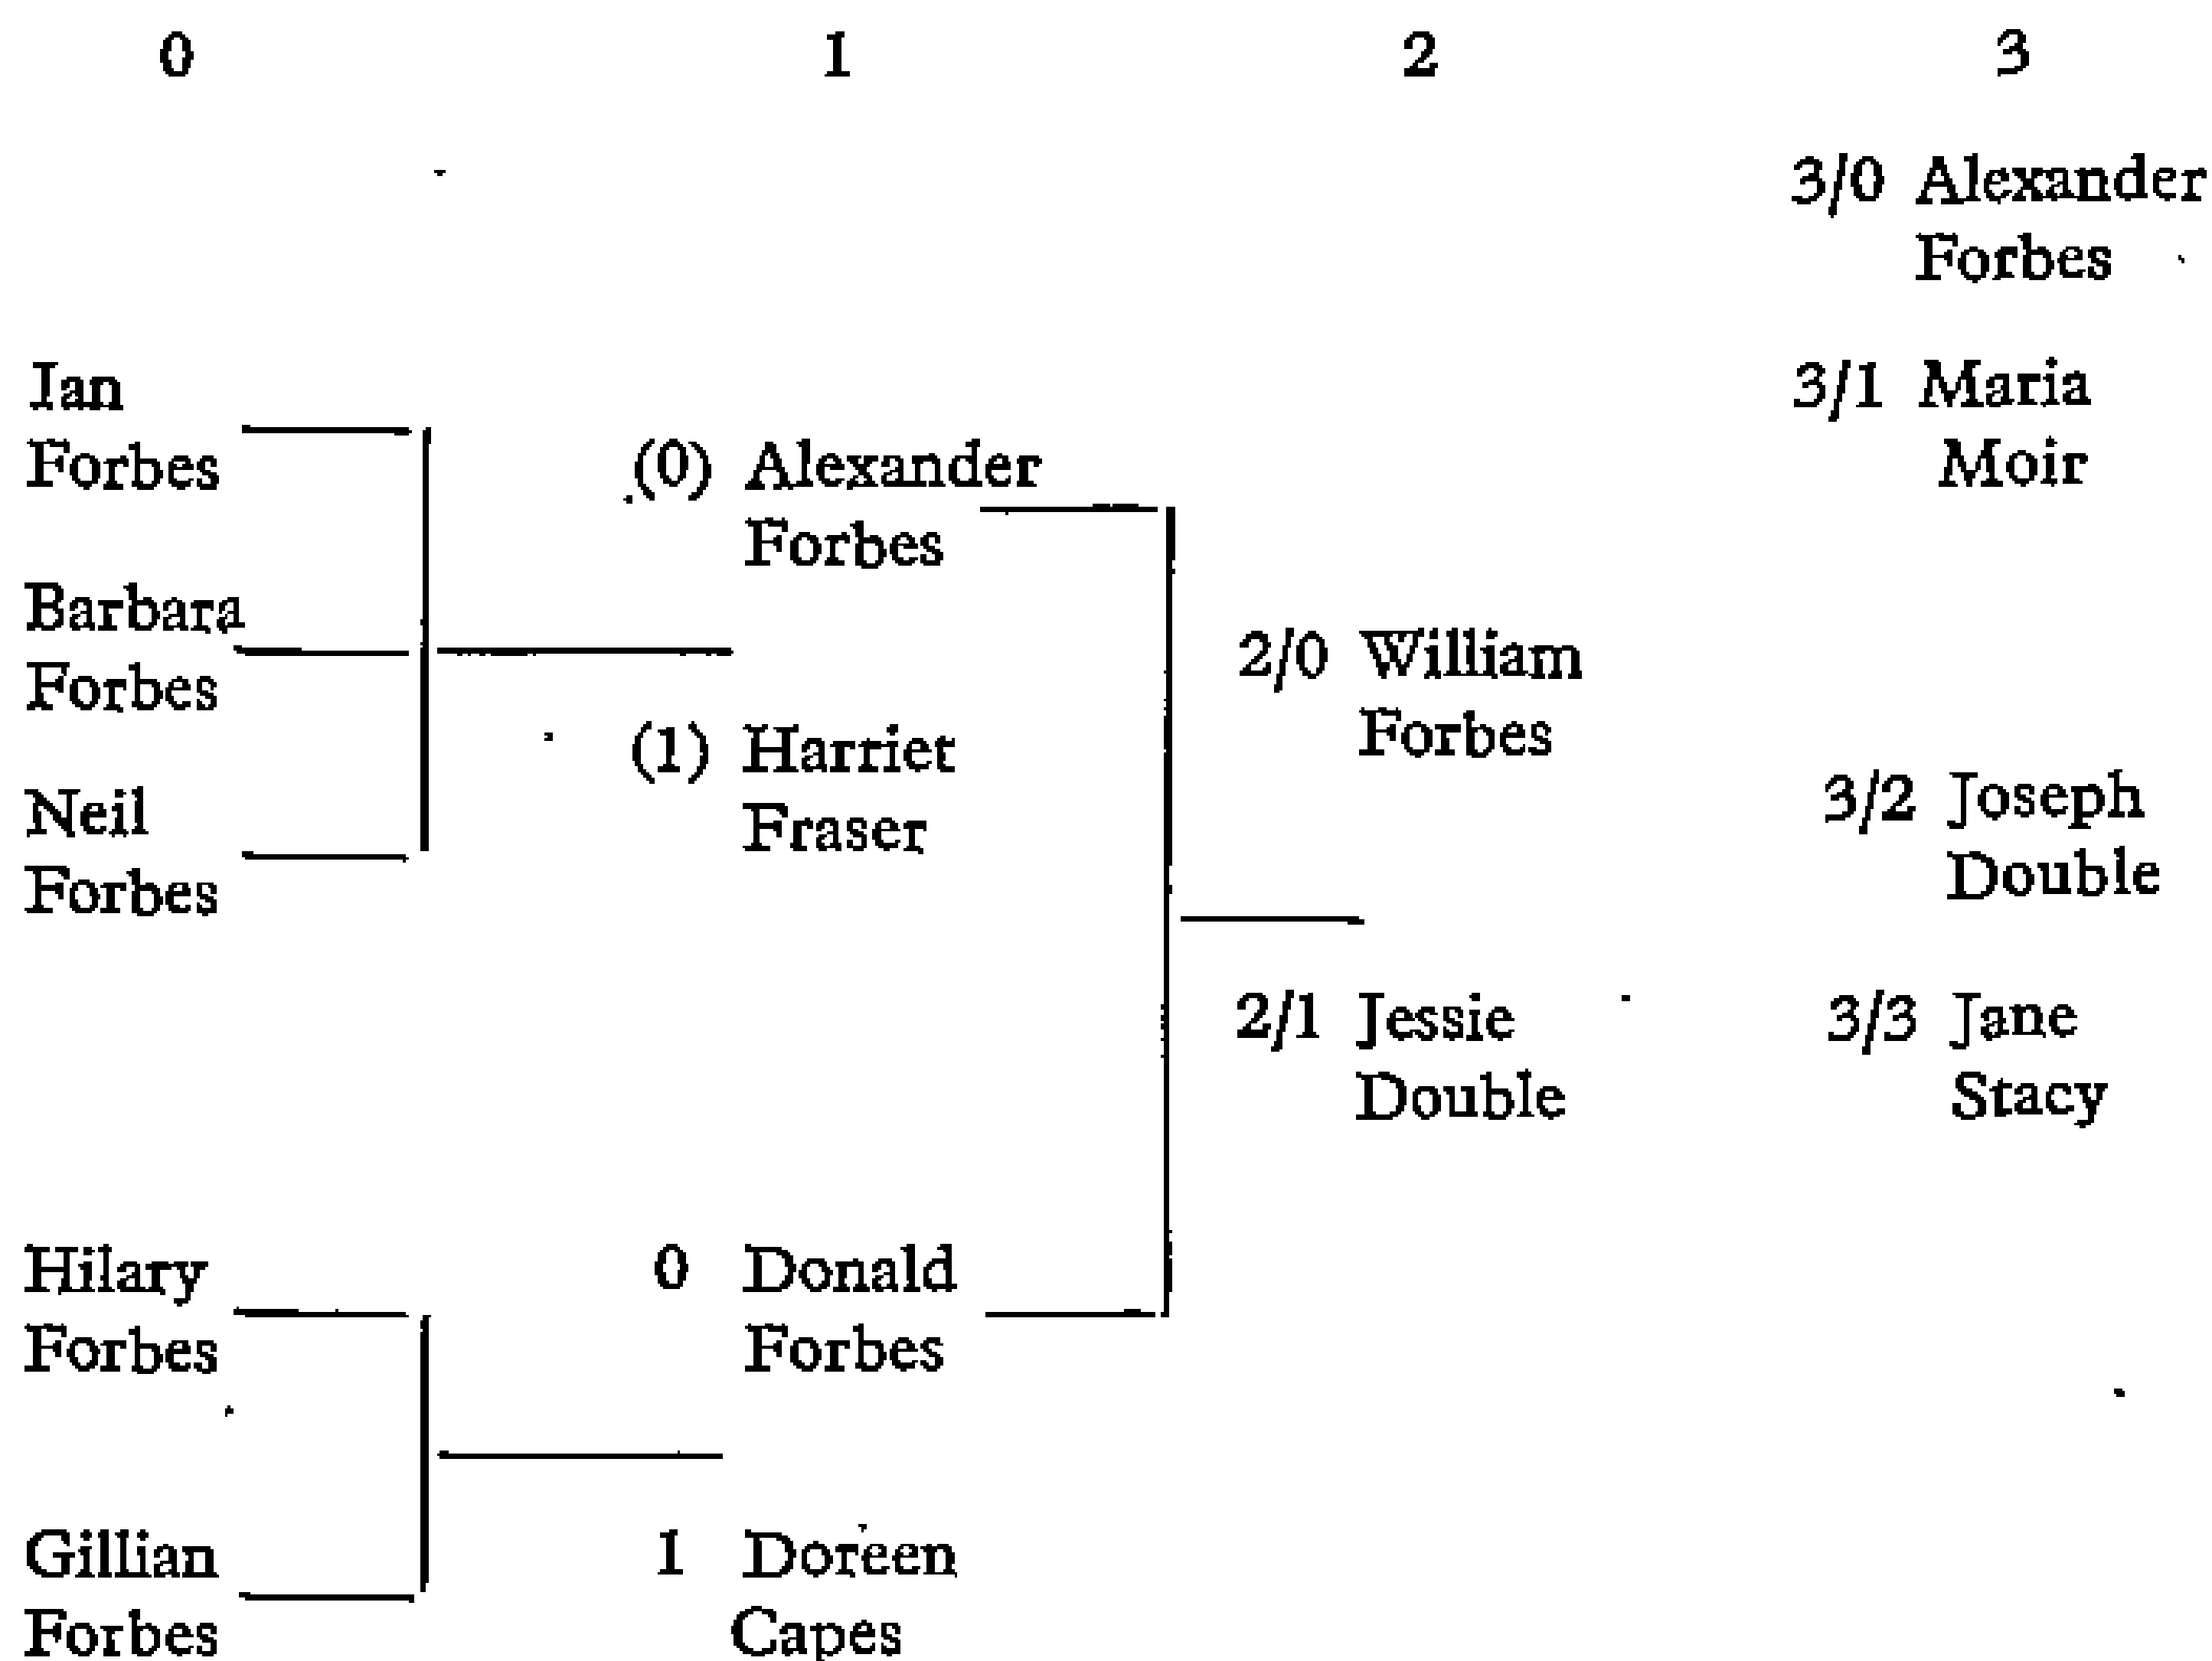 0 1 2 3
3/0 Alexander
Forbes
Ian
Forbes
Barbara
Forbes
Neil
Forbes
(0) Alexander
Forbes
(1) Harriet
Fraser
2/0 William
Forbes
2/1 Jessie
Double
3/1 Maria
Moir
3/2 Joseph
Double
3/3 Jane
Stacy
Hilary
Forbes
Gillian
Forbes
0 Donald
Forbes
1 Doreen
Capes